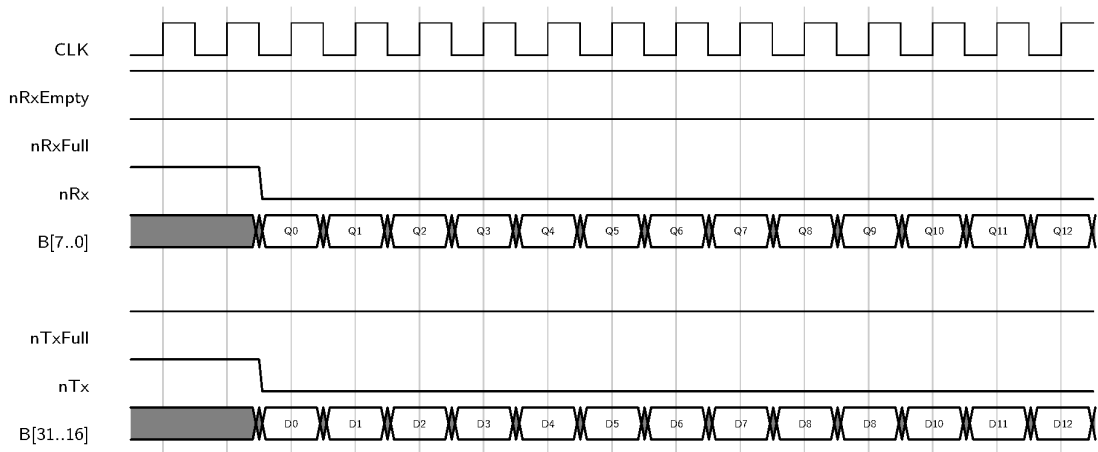 CLK
nRxEmpty
nRxFull
nRx
B[7..0] Q0 Q1 Q2 Q3 Q4 Q5 Q6 Q7 Q8 Q9 Q10 Q11 Q12
nTxFull
nTx
B[31..16] D0 D1 D2 D3 D4 D5 D6 D7 D8 D8 D10 D11 D12